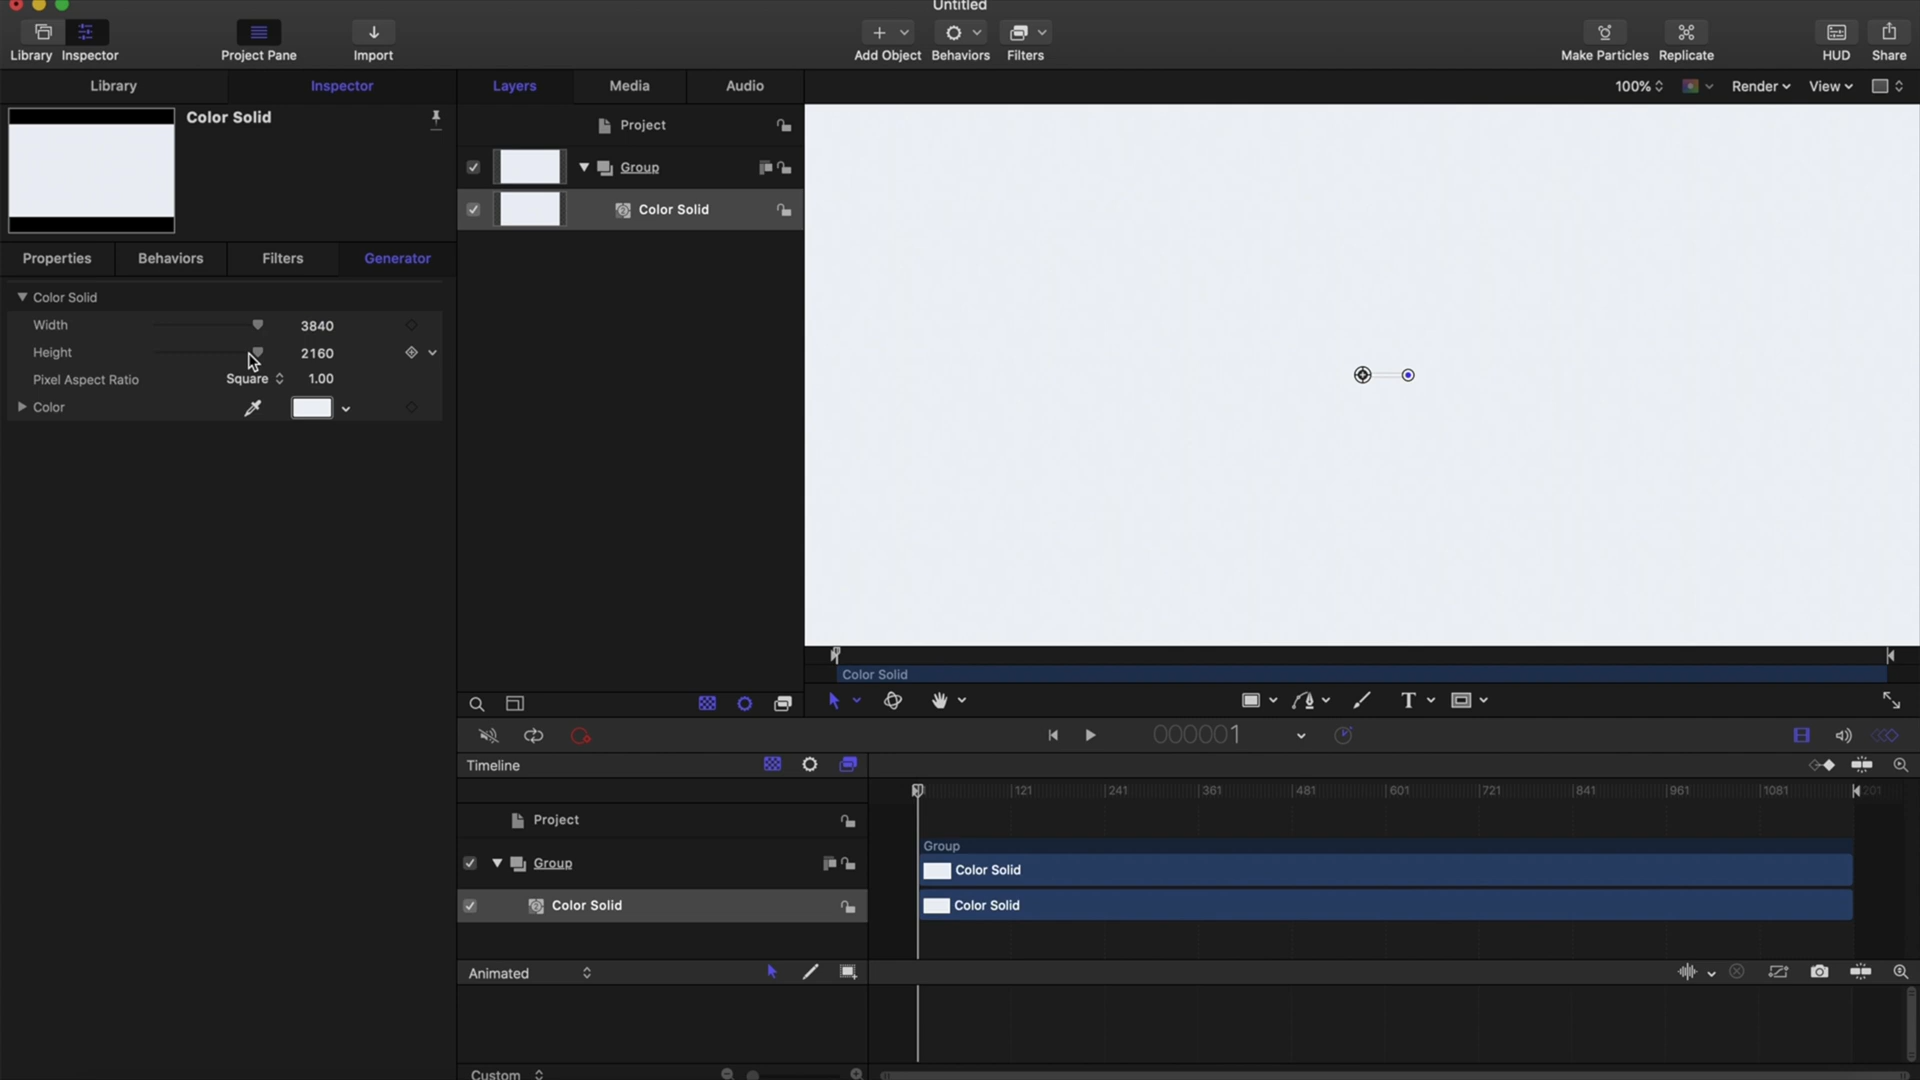 Untitled
Library Inspector Project Pane Import Add Object Behaviors Filters Make Particles Replicate HUD Share
Library Inspector Layers Media Audio 100% Render View
Color Solid
Project
Group
Color Solid
Properties Behaviors Filters Generator
Color Solid
Width 3840
Height 2160
Pixel Aspect Ratio Square 1.00
Color
Color Solid
T
000001
Timeline
121 241 361 481 601 721 841 961 1081 201
Project
Group
Group
Color Solid
Color Solid Color Solid
Animated
Custom